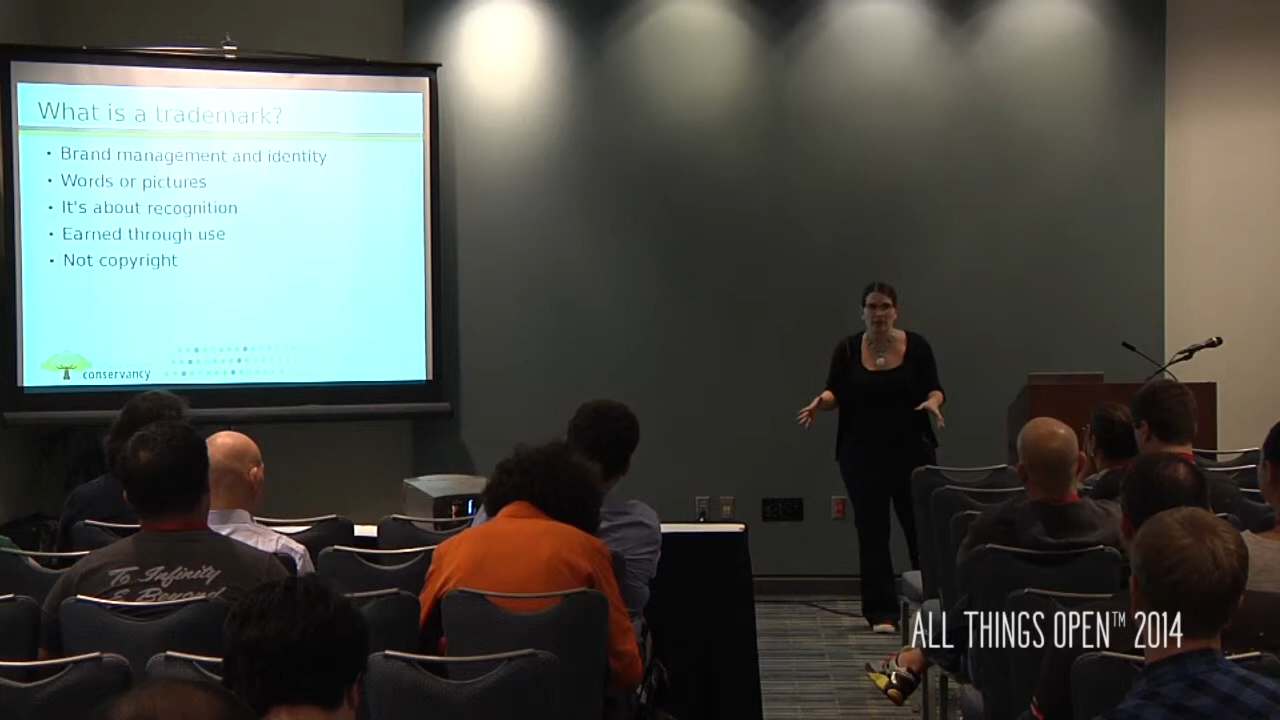 What is a trademark?
• Brand management and identity
• Words or pictures
• It's about recognition
• Earned through use
• Not copyright
conservancy
To Infinity
& Beyond
ALL THINGS OPEN™ 2014